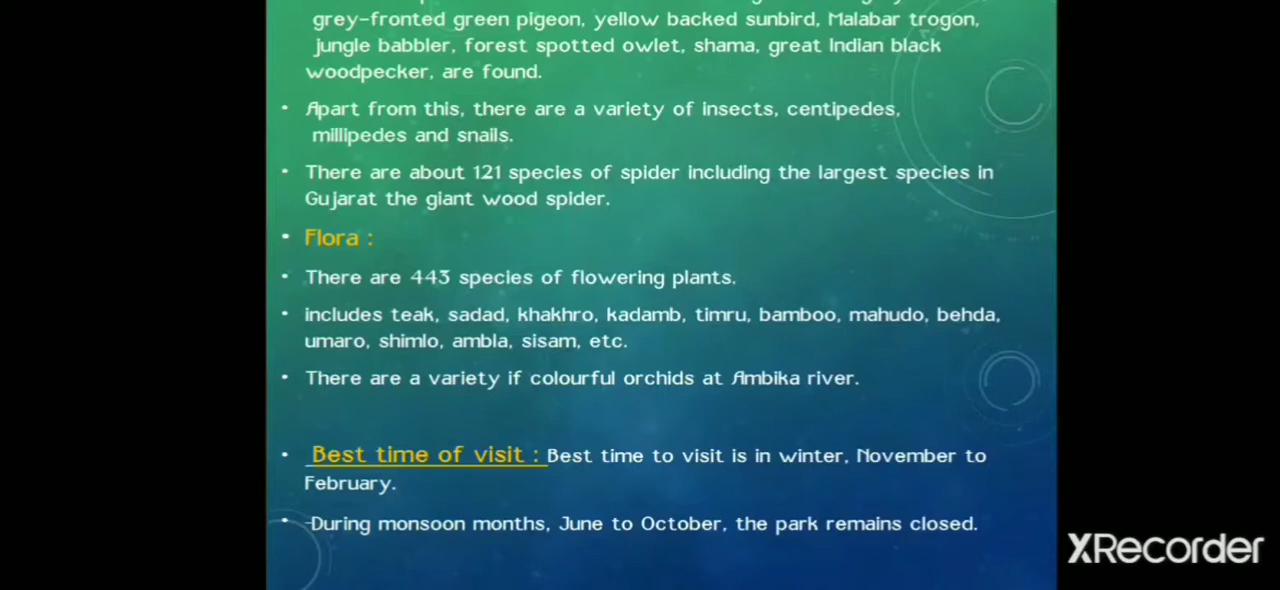 grey-fronted green pigeon, yellow backed sunbird, Malabar trogon,
jungle babbler, forest spotted owlet, shama, great Indian black
woodpecker, are found.
• Apart from this, there are a variety of insects, centipedes,
millipedes and snails.
• There are about 121 species of spider including the largest species in
Gujarat the giant wood spider.
• Flora :
• There are 443 species of flowering plants.
• includes teak, sadad, khakhro, kadamb, timru, bamboo, mahudo, behda,
umaro, shimlo, ambla, sisam, etc.
• There are a variety if colourful orchids at Ambika river.
• Best time of visit : Best time to visit is in winter, November to
February.
• -During monsoon months, June to October, the park remains closed.
XRecorder